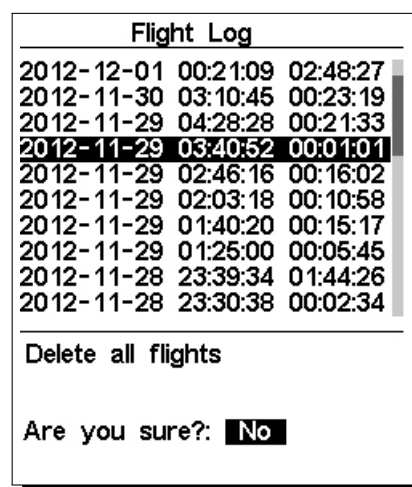 Flight Log
2012-12-01 00:21:09 02:48:27
2012-11-30 03:10:45 00:23:19
2012-11-29 04:28:28 00:21:33
2012-11-29 03:40:52 00:01:01
2012-11-29 02:46:16 00:16:02
2012-11-29 02:03:18 00:10:58
2012-11-29 01:40:20 00:15:17
2012-11-29 01:25:00 00:05:45
2012-11-28 23:39:34 01:44:26
2012-11-28 23:30:38 00:02:34
Delete all flights
Are you sure?: No